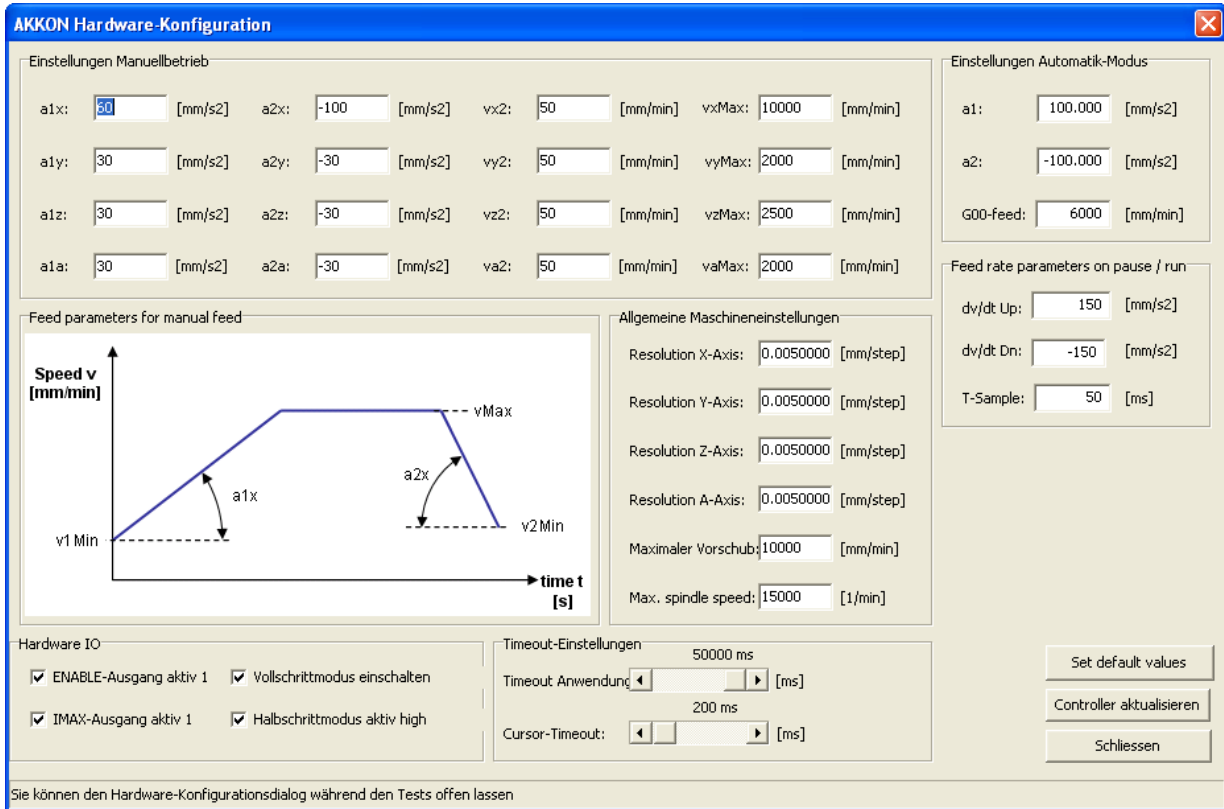 AKKON Hardware-Konfiguration
Einstellungen Manuellbetrieb
a1x: 60 [mm/s2] a2x: -100 [mm/s2] vx2: 50 [mm/min] vxMax: 10000 [mm/min]
a1y: 30 [mm/s2] a2y: -30 [mm/s2] vy2: 50 [mm/min] vyMax: 2000 [mm/min]
a1z: 30 [mm/s2] a2z: -30 [mm/s2] vz2: 50 [mm/min] vzMax: 2500 [mm/min]
a1a: 30 [mm/s2] a2a: -30 [mm/s2] va2: 50 [mm/min] vaMax: 2000 [mm/min]
Einstellungen Automatik-Modus
a1: 100.000 [mm/s2]
a2: -100.000 [mm/s2]
G00-feed: 6000 [mm/min]
Feed rate parameters on pause / run
dv/dt Up: 150 [mm/s2]
dv/dt Dn: -150 [mm/s2]
T-Sample: 50 [ms]
Feed parameters for manual feed
Speed v
[mm/min]
vMax
a1x
a2x
v1 Min
v2 Min
time t
[s]
Allgemeine Maschineneinstellungen
Resolution X-Axis: 0.0050000 [mm/step]
Resolution Y-Axis: 0.0050000 [mm/step]
Resolution Z-Axis: 0.0050000 [mm/step]
Resolution A-Axis: 0.0050000 [mm/step]
Maximaler Vorschub: 10000 [mm/min]
Max. spindle speed: 15000 [1/min]
Hardware IO
ENABLE-Ausgang aktiv 1 Vollschrittmodus einschalten
IMAX-Ausgang aktiv 1 Halbschrittmodus aktiv high
Timeout-Einstellungen
50000 ms
Timeout Anwendung [ms]
200 ms
Cursor-Timeout: [ms]
Set default values
Controller aktualisieren
Schliessen
Sie können den Hardware-Konfigurationsdialog während den Tests offen lassen